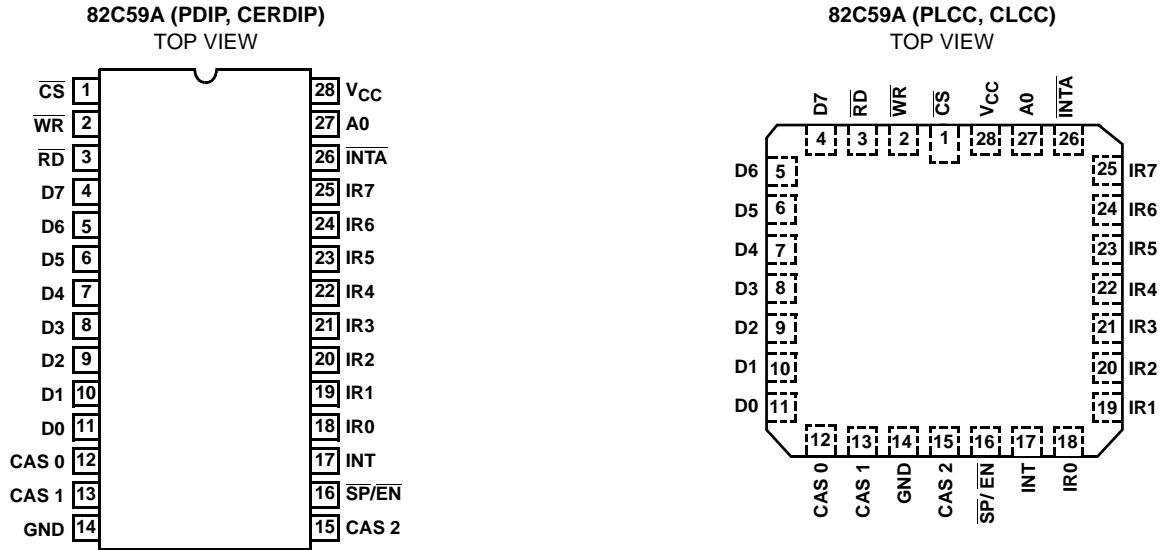 82C59A (PDIP, CERDIP)
TOP VIEW
CS 1
WR 2
RD 3
D7 4
D6 5
D5 6
D4 7
D3 8
D2 9
D1 10
D0 11
CAS 0 12
CAS 1 13
GND 14
28 VCC
27 A0
26 INTA
25 IR7
24 IR6
23 IR5
22 IR4
21 IR3
20 IR2
19 IR1
18 IR0
17 INT
16 SP/EN
15 CAS 2
82C59A (PLCC, CLCC)
TOP VIEW
D7 RD WR CS VCC A0 INTA
4 3 2 1 28 27 26
D6 5
D5 6
D4 7
D3 8
D2 9
D1 10
D0 11
25 IR7
24 IR6
23 IR5
22 IR4
21 IR3
20 IR2
19 IR1
12 13 14 15 16 17 18
CAS 0 CAS 1 GND CAS 2 SP/ EN INT IR0